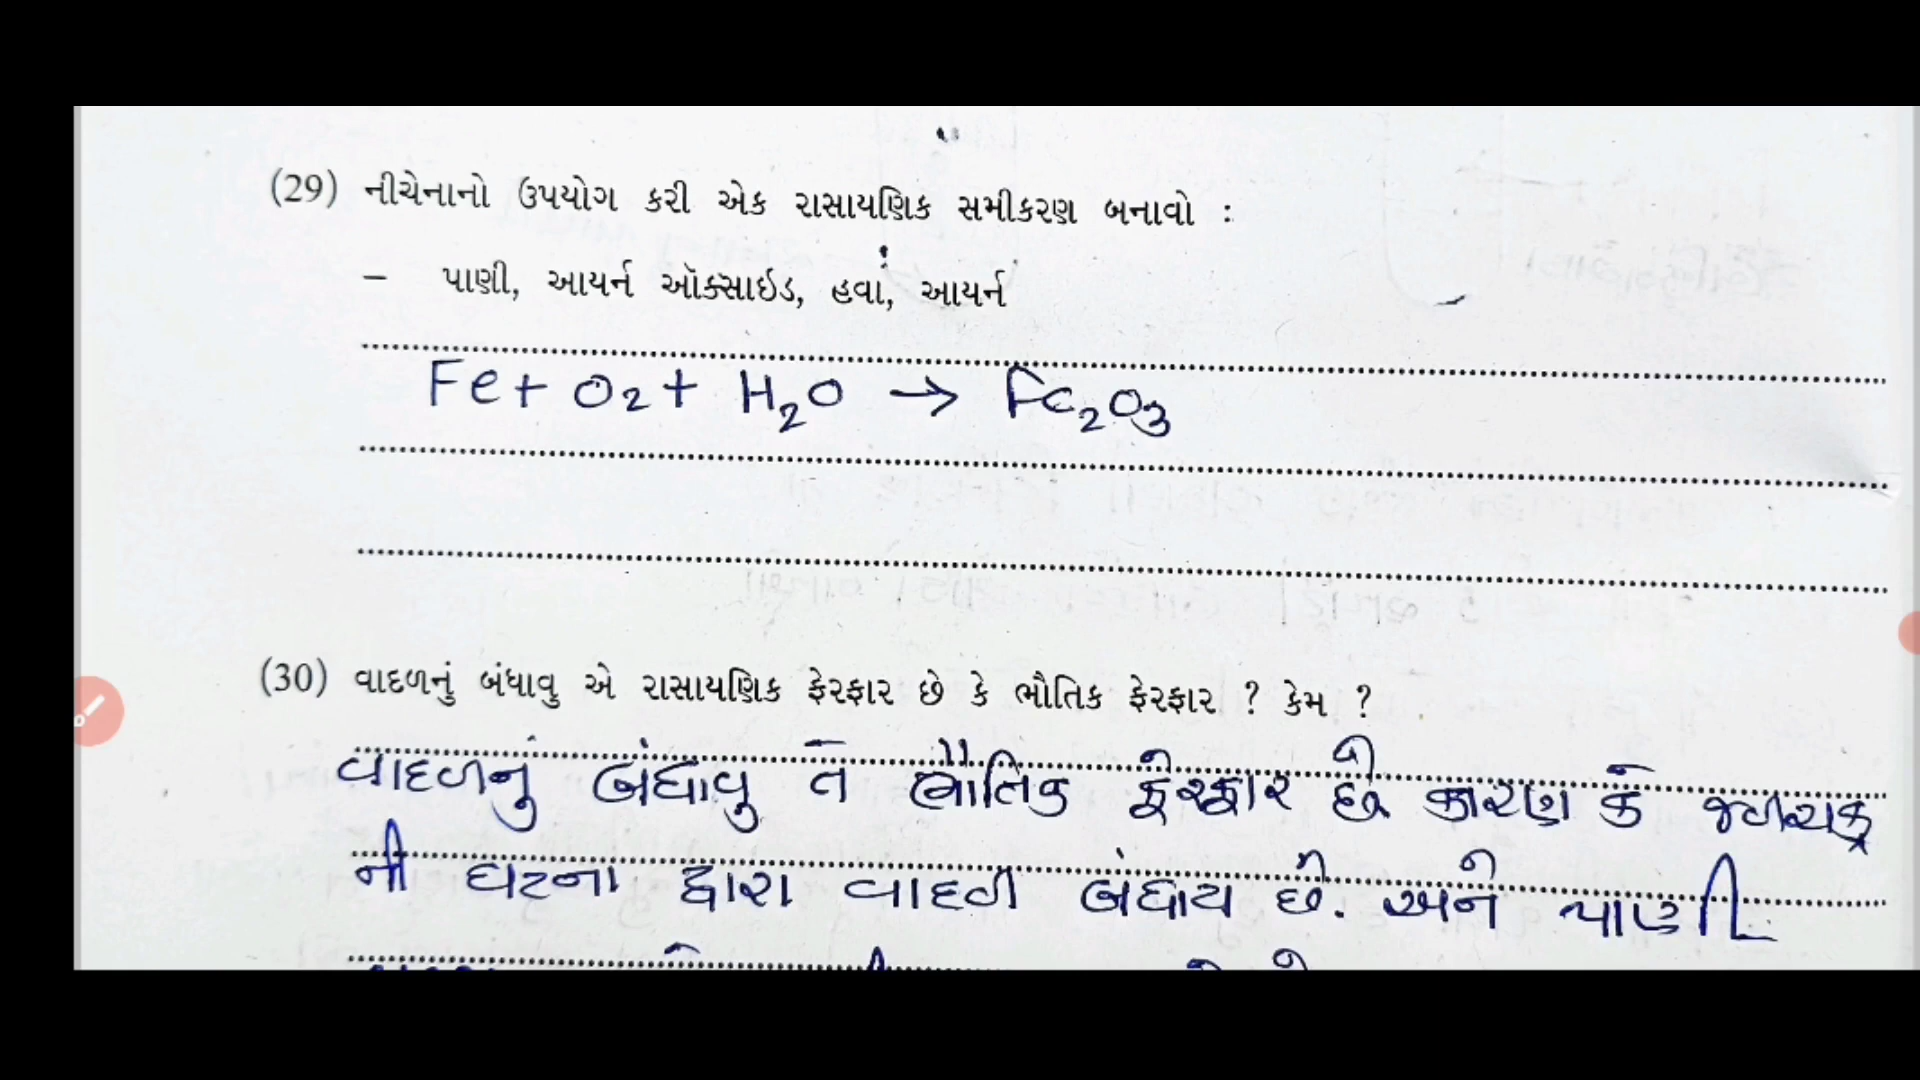 (29) નીચેનાનો ઉપયોગ કરી એક રાસાયણિક સમીકરણ બનાવો :
– પાણી, આયર્ન ઑક્સાઇડ, હવા, આયર્ન
Fe + O2 + H2O → Fe2O3
(30) વાદળનું બંધાવુ એ રાસાયણિક ફેરફાર છે કે ભૌતિક ફેરફાર ? કેમ ?
વાદળનું બંધાવુ તે ભૌતિક ફેરફાર છે કારણ કે જળચક્ર
ની ઘટના દ્વારા વાદળ બંધાય છે. અને પાણી